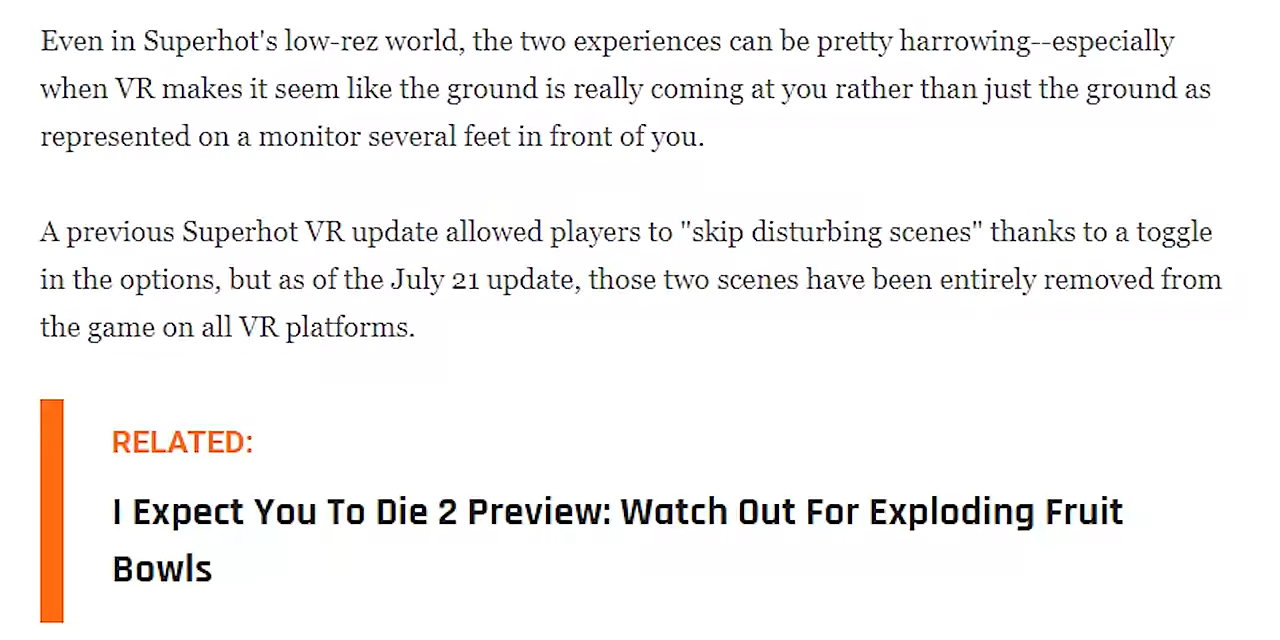 Even in Superhot's low-rez world, the two experiences can be pretty harrowing--especially
when VR makes it seem like the ground is really coming at you rather than just the ground as
represented on a monitor several feet in front of you.
A previous Superhot VR update allowed players to "skip disturbing scenes" thanks to a toggle
in the options, but as of the July 21 update, those two scenes have been entirely removed from
the game on all VR platforms.
RELATED:
I Expect You To Die 2 Preview: Watch Out For Exploding Fruit
Bowls